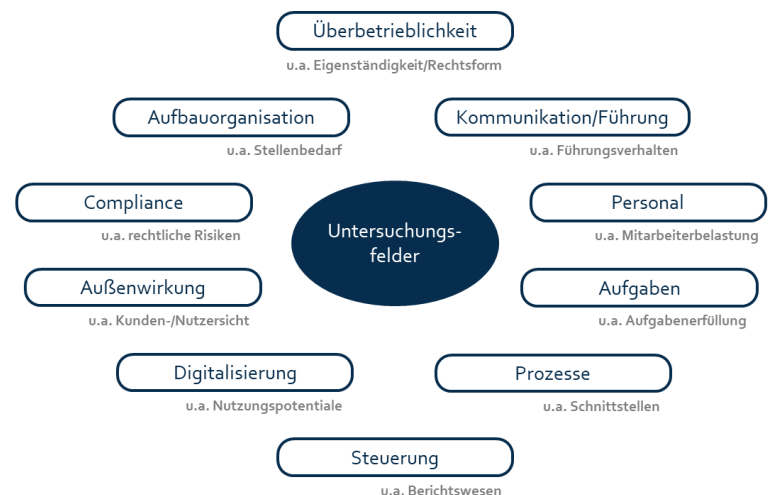 Überbetrieblichkeit
u.a. Eigenständigkeit/Rechtsform
Aufbauorganisation
u.a. Stellenbedarf
Kommunikation/Führung
u.a. Führungsverhalten
Compliance
u.a. rechtliche Risiken
Untersuchungs-
felder
Personal
u.a. Mitarbeiterbelastung
Außenwirkung
u.a. Kunden-/Nutzersicht
Aufgaben
u.a. Aufgabenerfüllung
Digitalisierung
u.a. Nutzungspotentiale
Prozesse
u.a. Schnittstellen
Steuerung
u.a. Berichtswesen